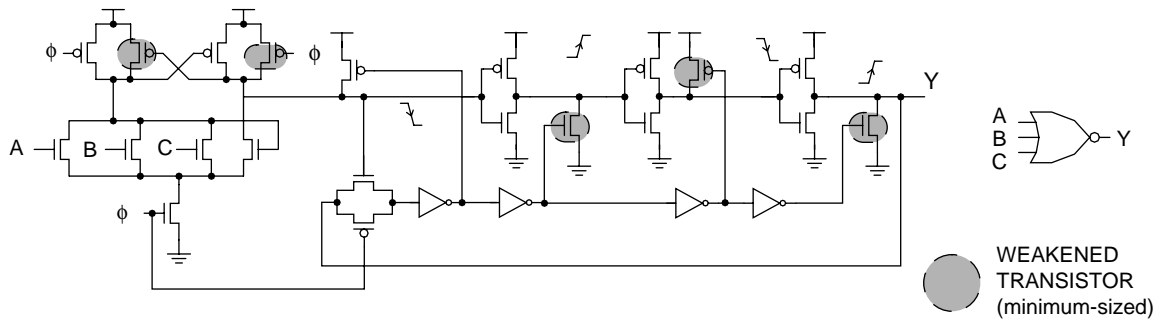 ϕ
ϕ
A
B
C
ϕ
Y
A
B
C
Y
WEAKENED
TRANSISTOR
(minimum-sized)